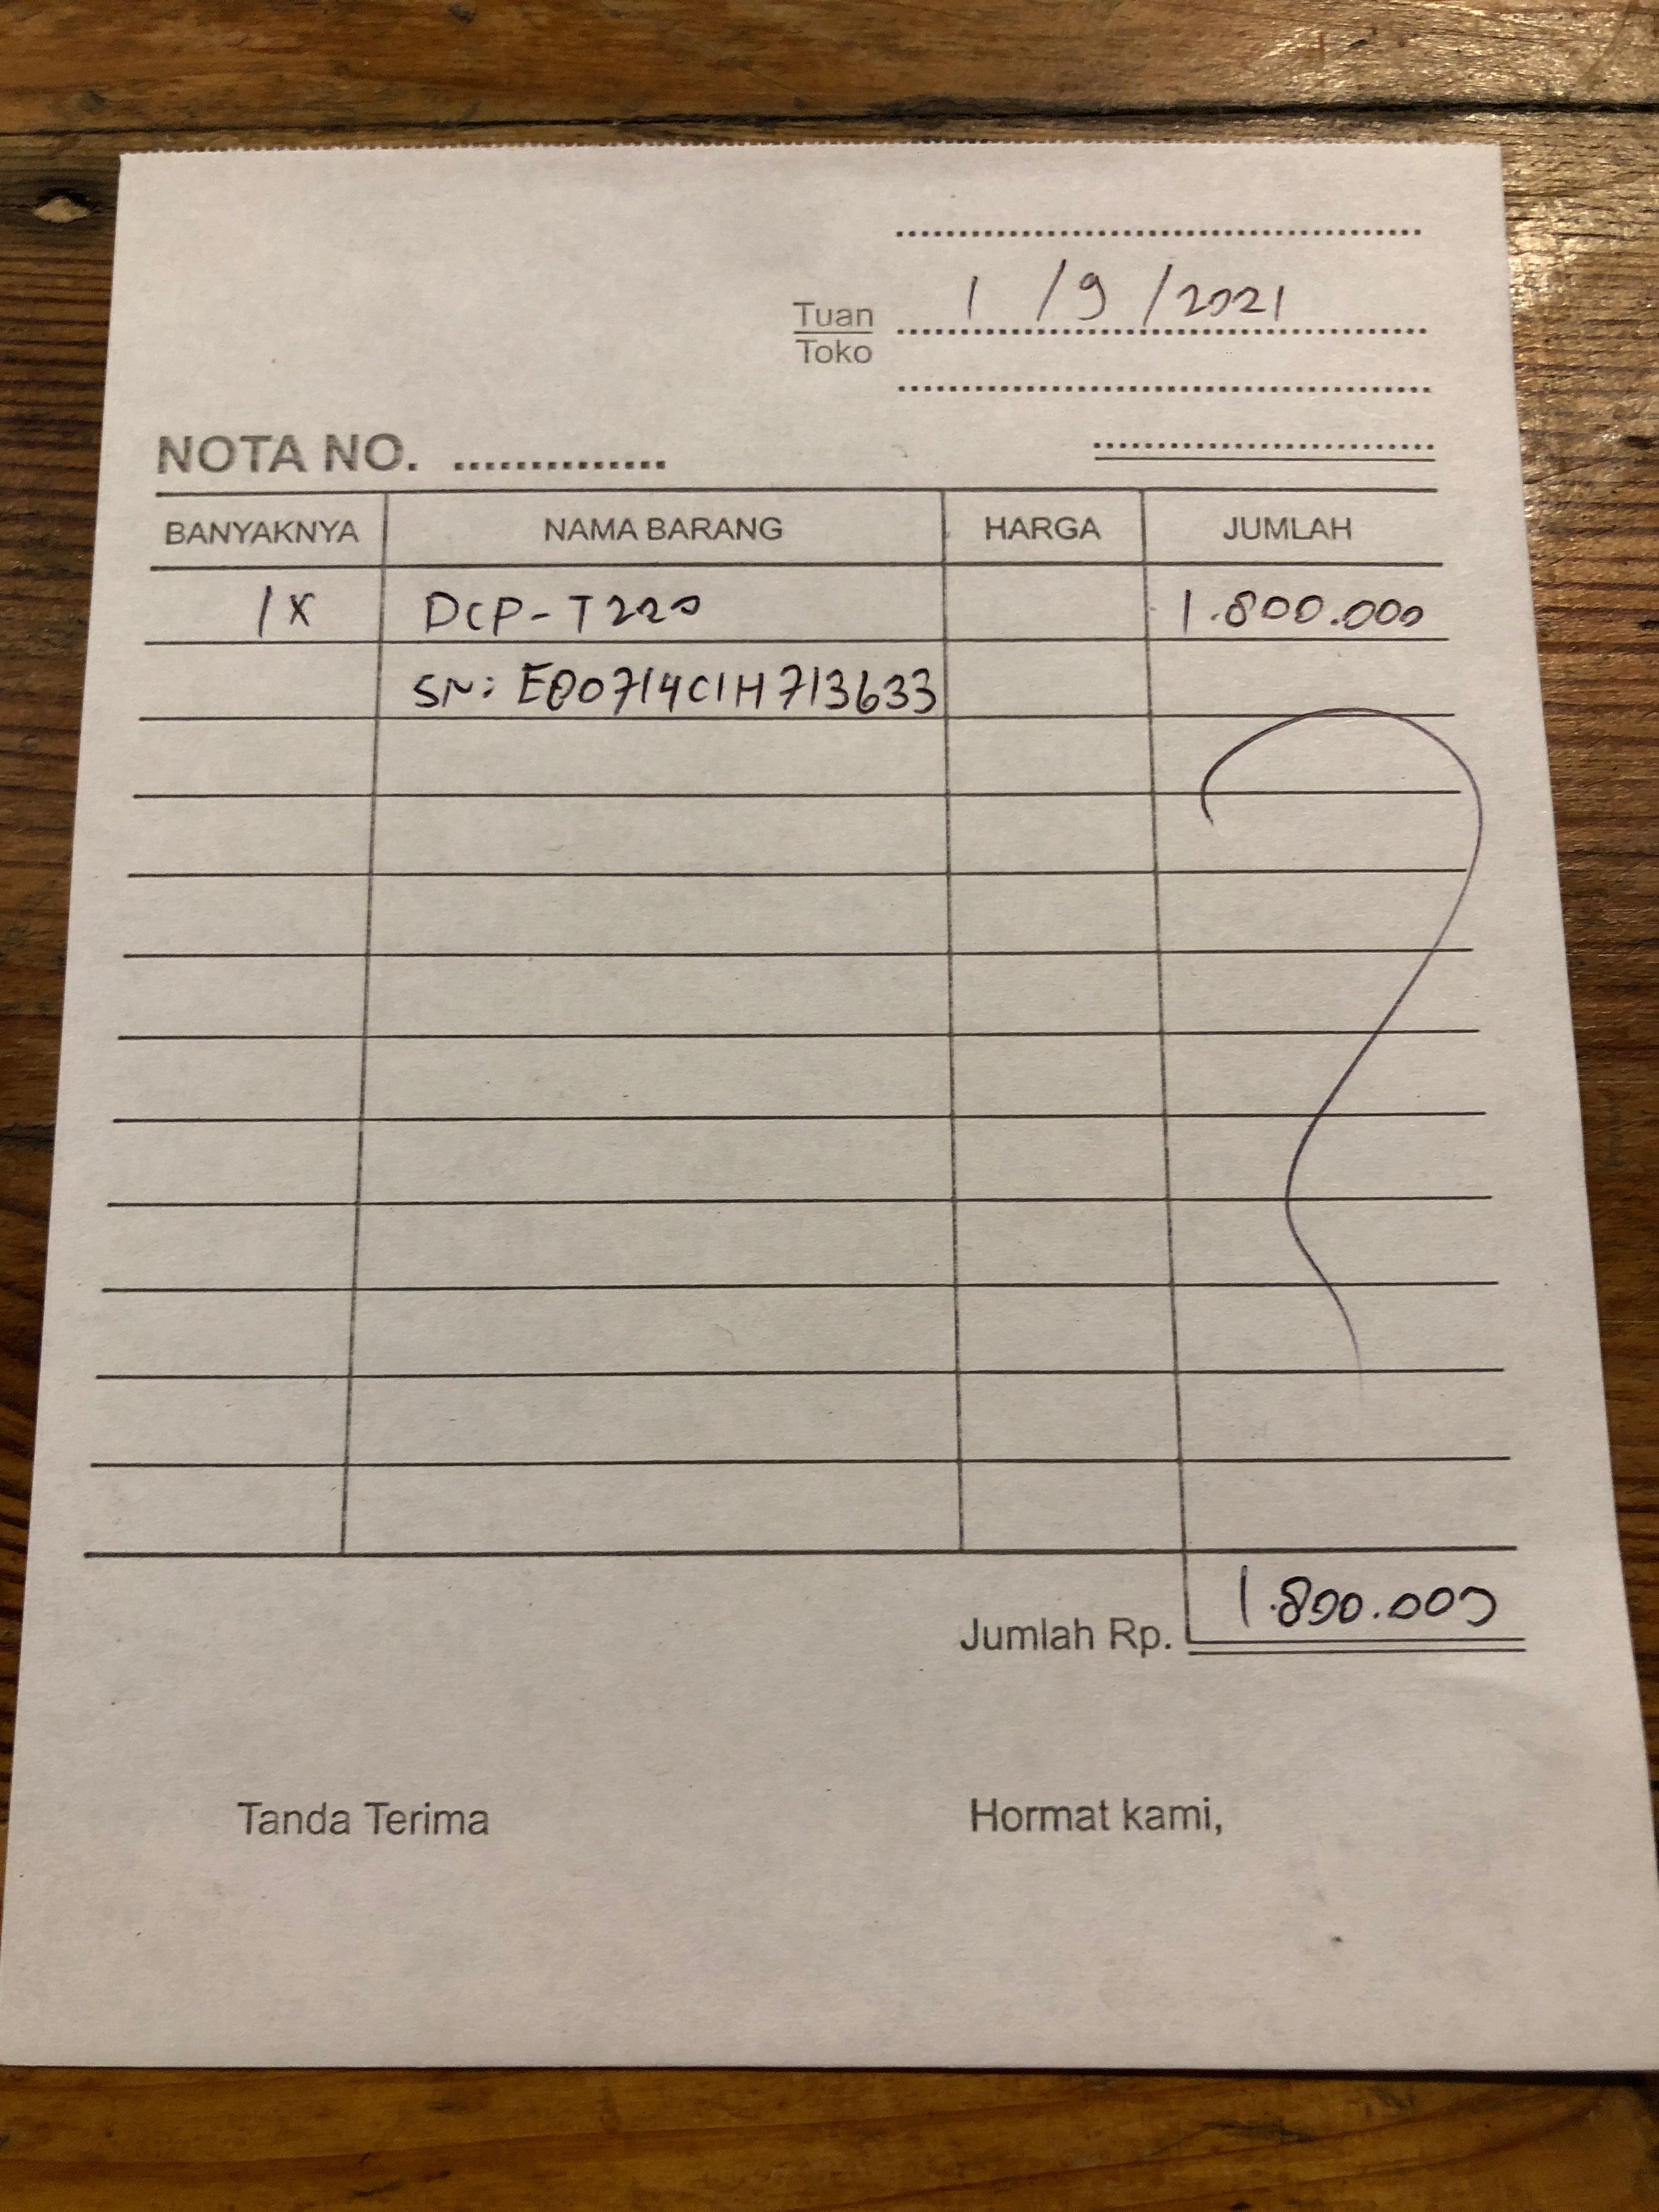 1 / 9 / 2021
Tuan
Toko
NOTA NO. ..............
BANYAKNYA NAMA BARANG HARGA JUMLAH
1X DCP-T220 1.800.000
SN: E80714C1H713633
Jumlah Rp. 1.800.000
Tanda Terima Hormat kami,